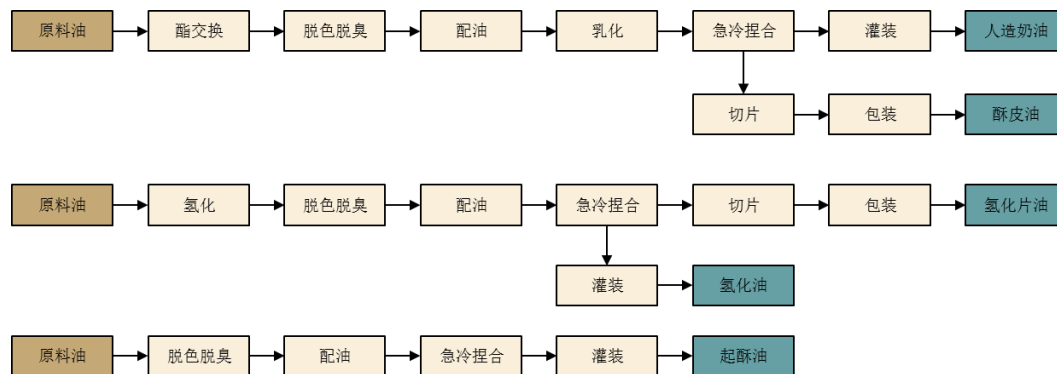 原料油
酯交换
脱色脱臭
配油
乳化
急冷捏合
灌装
人造奶油
切片
包装
酥皮油
原料油
氢化
脱色脱臭
配油
急冷捏合
切片
包装
氢化片油
灌装
氢化油
原料油
脱色脱臭
配油
急冷捏合
灌装
起酥油